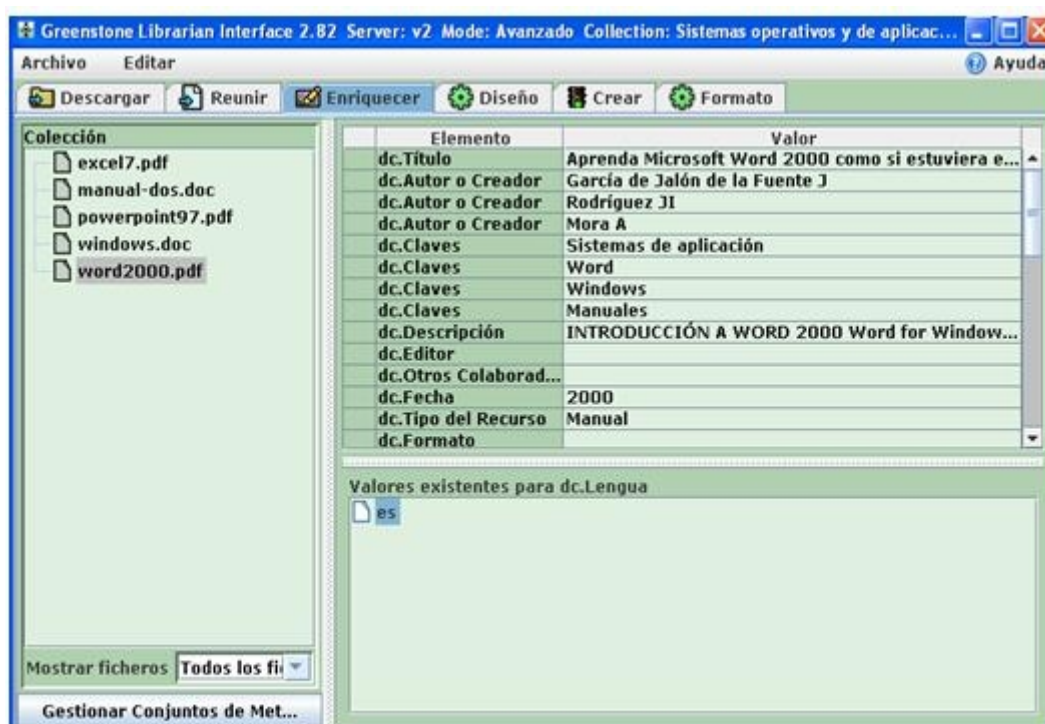 Greenstone Librarian Interface 2.82 Server: v2 Mode: Avanzado Collection: Sistemas operativos y de aplicac...
Archivo Editar Ayuda
Descargar Reunir Enriquecer Diseño Crear Formato
Colección
excel7.pdf
manual-dos.doc
powerpoint97.pdf
windows.doc
word2000.pdf
Mostrar ficheros Todos los fi
Gestionar Conjuntos de Met...
Elemento Valor
dc.Título Aprenda Microsoft Word 2000 como si estuviera e...
dc.Autor o Creador García de Jalón de la Fuente J
dc.Autor o Creador Rodríguez JI
dc.Autor o Creador Mora A
dc.Claves Sistemas de aplicación
dc.Claves Word
dc.Claves Windows
dc.Claves Manuales
dc.Descripción INTRODUCCIÓN A WORD 2000 Word for Window...
dc.Editor
dc.Otros Colaborad...
dc.Fecha 2000
dc.Tipo del Recurso Manual
dc.Formato
Valores existentes para dc.Lengua
es